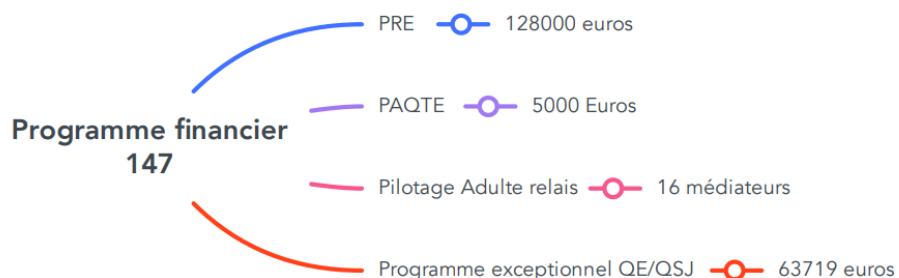 PRE 128000 euros
PAQTE 5000 Euros
Programme financier
147
Pilotage Adulte relais 16 médiateurs
Programme exceptionnel QE/QSJ 63719 euros